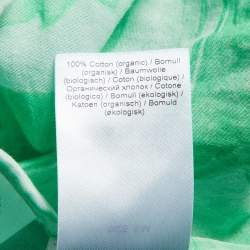 100% Cotton (organic) / Bomull
(organisk) / Baumwolle
(biologisch) / Coton (biologique) /
Органический хлопок / Cotone
(biologico) / Bomull (ekologisk) /
Katoen (organisch) / Bomuld
(økologisk)